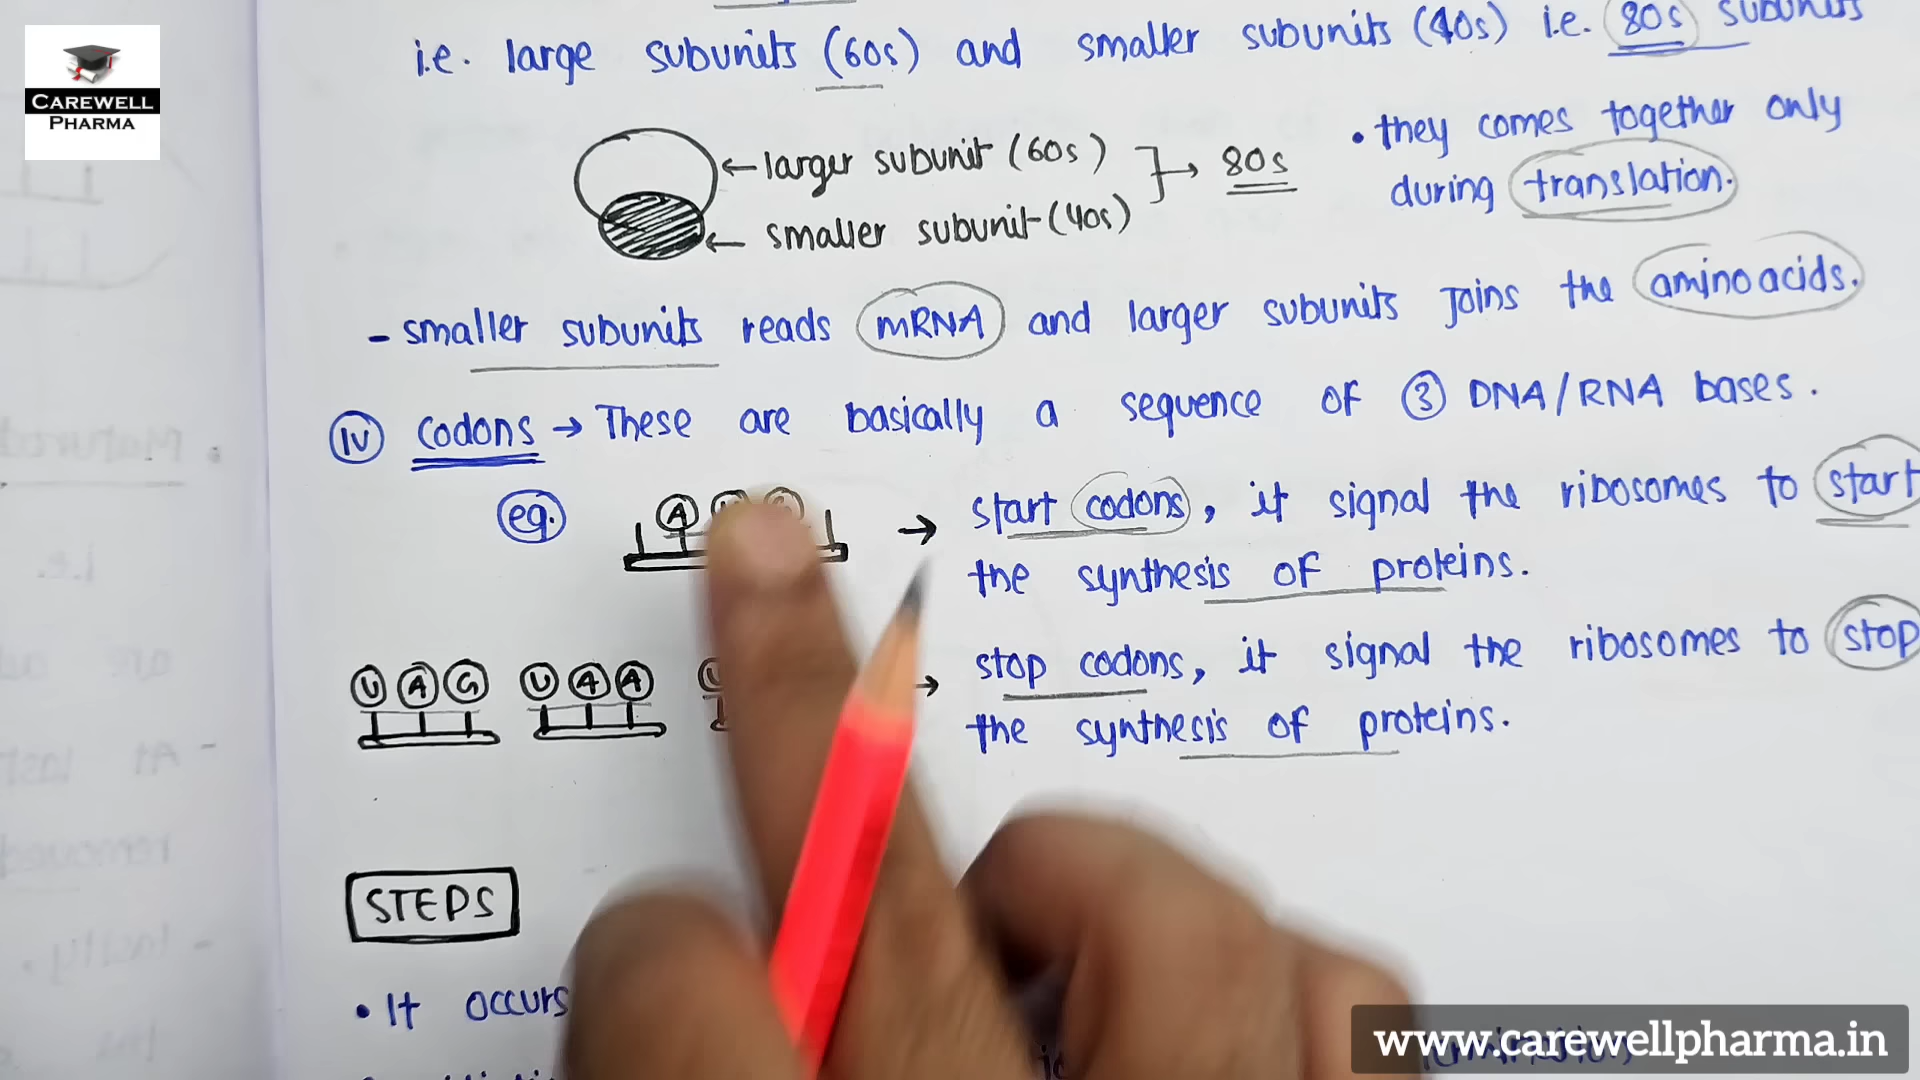 CAREWELL
PHARMA
i.e. large subunits (60s) and smaller subunits (40s) i.e. 80s subunits
←larger subunit (60s) → 80s
← smaller subunit (40s)
• they comes together only
during translation.
- smaller subunits reads mRNA and larger subunits joins the aminoacids.
(iv) codons → These are basically a sequence of ③ DNA/RNA bases.
eg.
A
→ start codons, it signal the ribosomes to start
the synthesis of proteins.
U A G U A A
→ stop codons, it signal the ribosomes to stop
the synthesis of proteins.
STEPS
• It occurs
www.carewellpharma.in